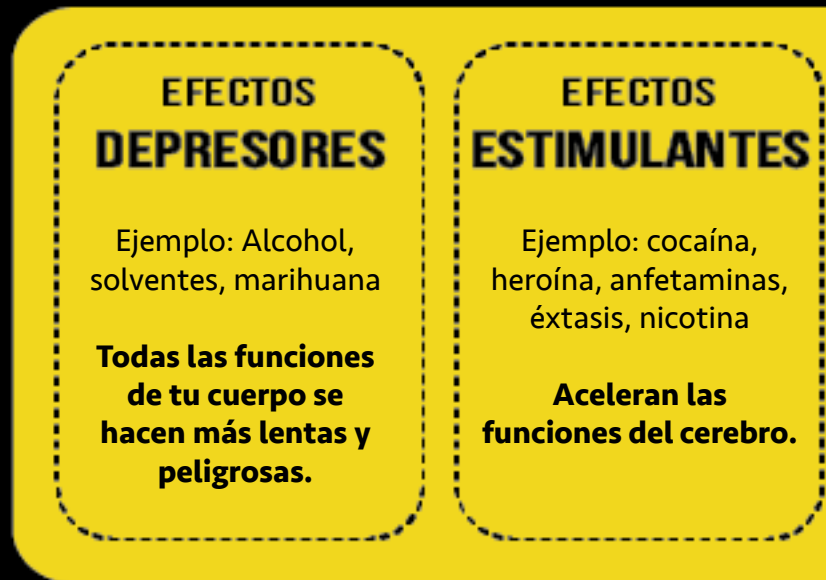 EFECTOS
DEPRESORES
Ejemplo: Alcohol,
solventes, marihuana
Todas las funciones
de tu cuerpo se
hacen más lentas y
peligrosas.
EFECTOS
ESTIMULANTES
Ejemplo: cocaína,
heroína, anfetaminas,
éxtasis, nicotina
Aceleran las
funciones del cerebro.